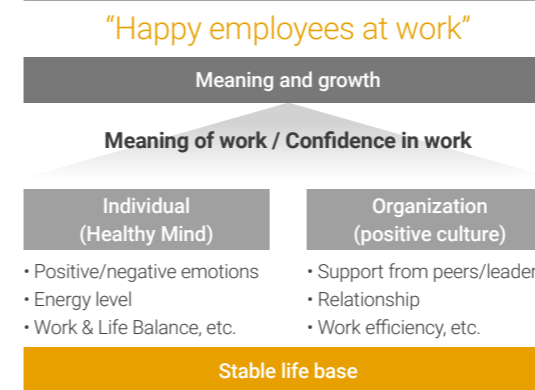 “Happy employees at work”
Meaning and growth
Meaning of work / Confidence in work
Individual
(Healthy Mind)
• Positive/negative emotions
• Energy level
• Work & Life Balance, etc.
Organization
(positive culture)
• Support from peers/leader
• Relationship
• Work efficiency, etc.
Stable life base